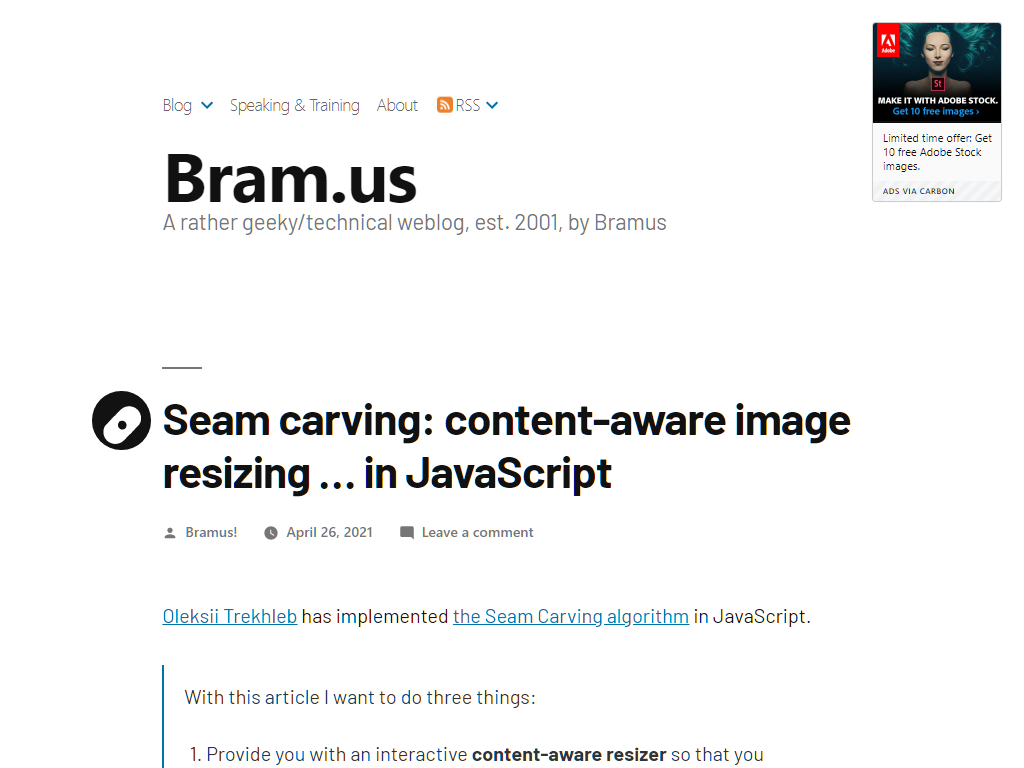 Blog
Speaking & Training
About
RSS
Bram.us
A rather geeky/technical weblog, est. 2001, by Bramus
Adobe
St
MAKE IT WITH ADOBE STOCK.
Get 10 free images ›
Limited time offer: Get
10 free Adobe Stock
images.
ADS VIA CARBON
Seam carving: content-aware image
resizing … in JavaScript
Bramus!
April 26, 2021
Leave a comment
Oleksii Trekhleb has implemented the Seam Carving algorithm in JavaScript.
With this article I want to do three things:
1. Provide you with an interactive content-aware resizer so that you